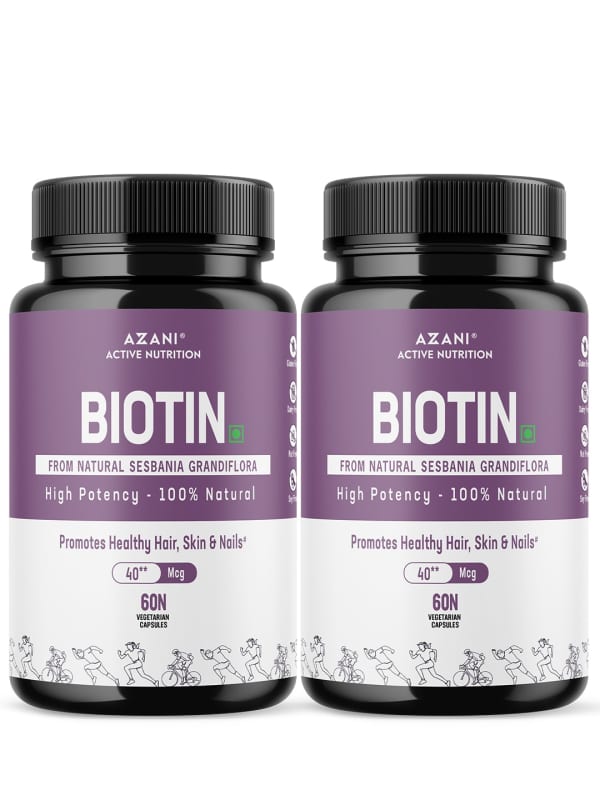 AZANI®
ACTIVE NUTRITION
BIOTIN
FROM NATURAL SESBANIA GRANDIFLORA
High Potency - 100% Natural
Promotes Healthy Hair, Skin & Nails#
40** Mcg
60N
VEGETARIAN
CAPSULES
AZANI®
ACTIVE NUTRITION
BIOTIN
FROM NATURAL SESBANIA GRANDIFLORA
High Potency - 100% Natural
Promotes Healthy Hair, Skin & Nails#
40** Mcg
60N
VEGETARIAN
CAPSULES